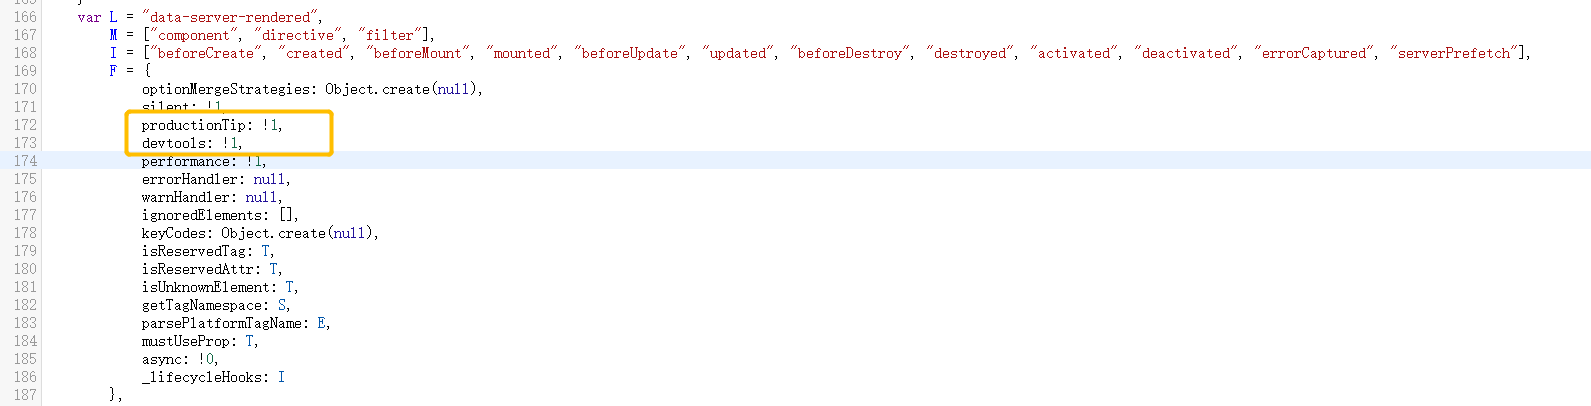 165 }
166 var L = "data-server-rendered",
167 M = ["component", "directive", "filter"],
168 I = ["beforeCreate", "created", "beforeMount", "mounted", "beforeUpdate", "updated", "beforeDestroy", "destroyed", "activated", "deactivated", "errorCaptured", "serverPrefetch"],
169 F = {
170 optionMergeStrategies: Object.create(null),
171 silent: !1,
172 productionTip: !1,
173 devtools: !1,
174 performance: !1,
175 errorHandler: null,
176 warnHandler: null,
177 ignoredElements: [],
178 keyCodes: Object.create(null),
179 isReservedTag: T,
180 isReservedAttr: T,
181 isUnknownElement: T,
182 getTagNamespace: S,
183 parsePlatformTagName: E,
184 mustUseProp: T,
185 async: !0,
186 _lifecycleHooks: I
187 },